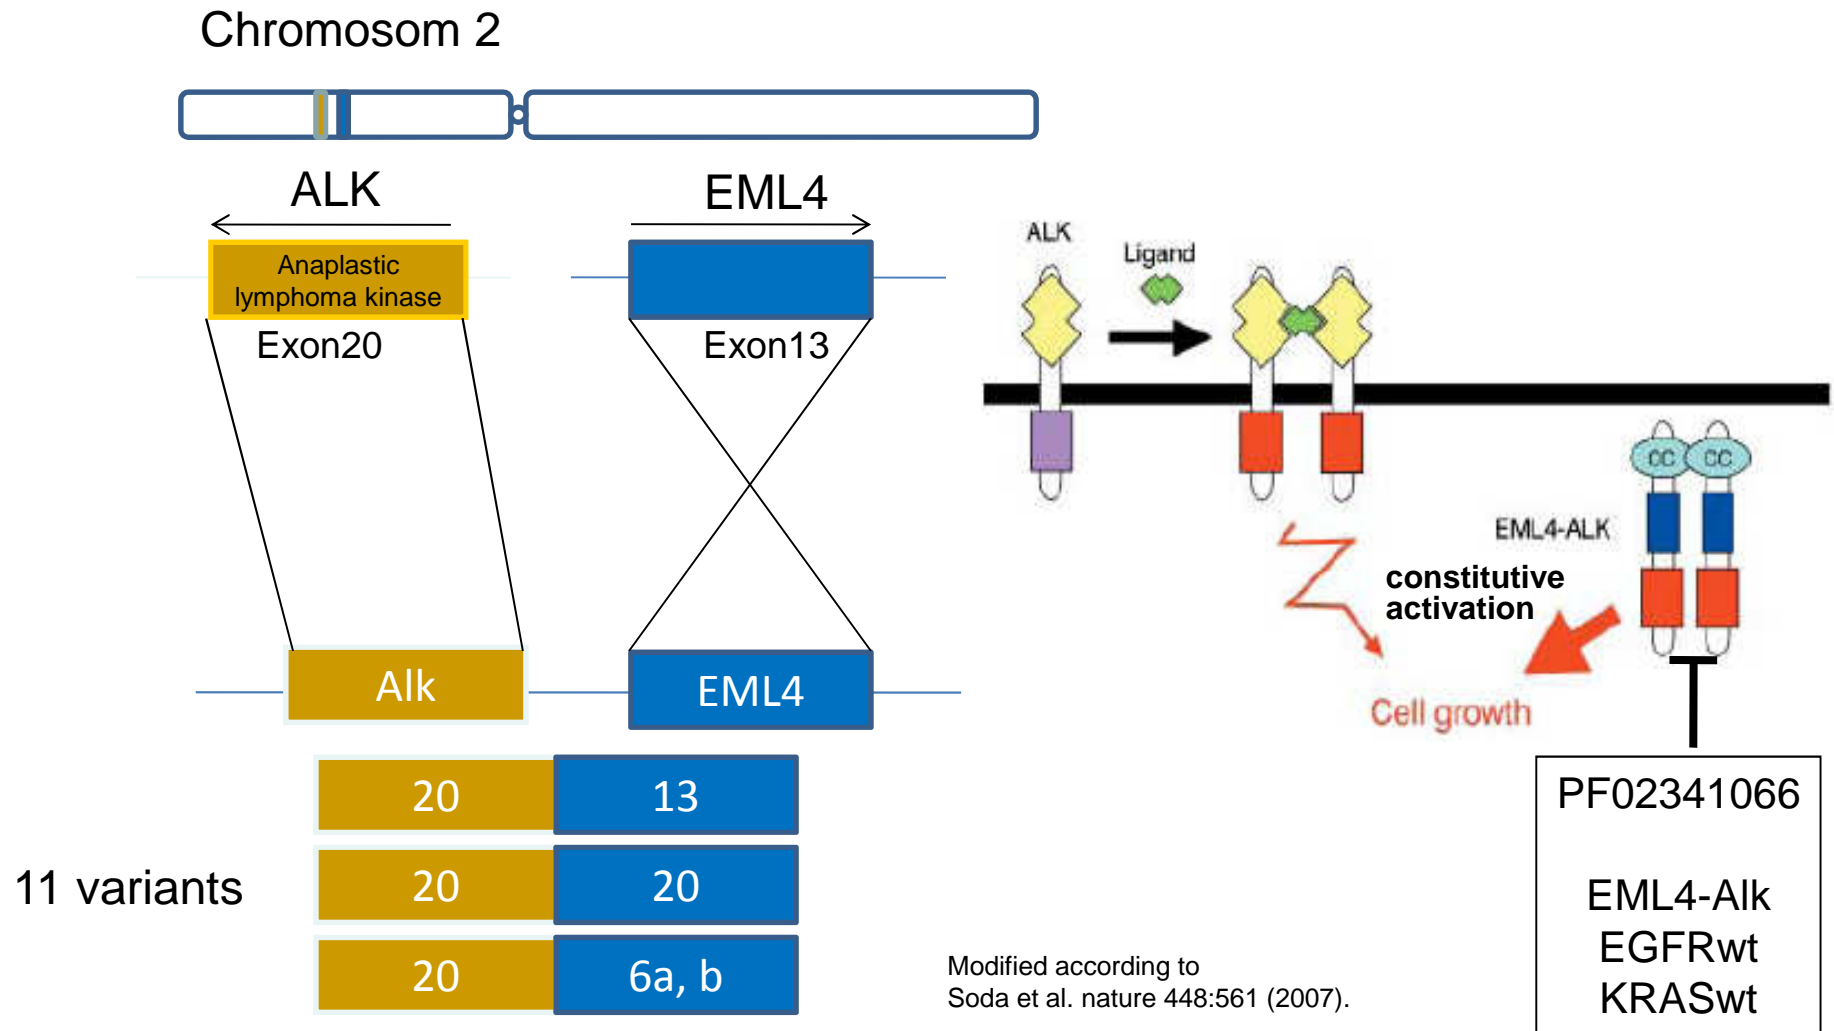 Chromosom 2
ALK
EML4
Anaplastic
lymphoma kinase
Exon20
Exon13
Alk
EML4
20
13
11 variants
20
20
20
6a, b
ALK
Ligand
CC
CC
EML4-ALK
constitutive
activation
Cell growth
PF02341066
EML4-Alk
EGFRwt
KRASwt
Modified according to
Soda et al. nature 448:561 (2007).